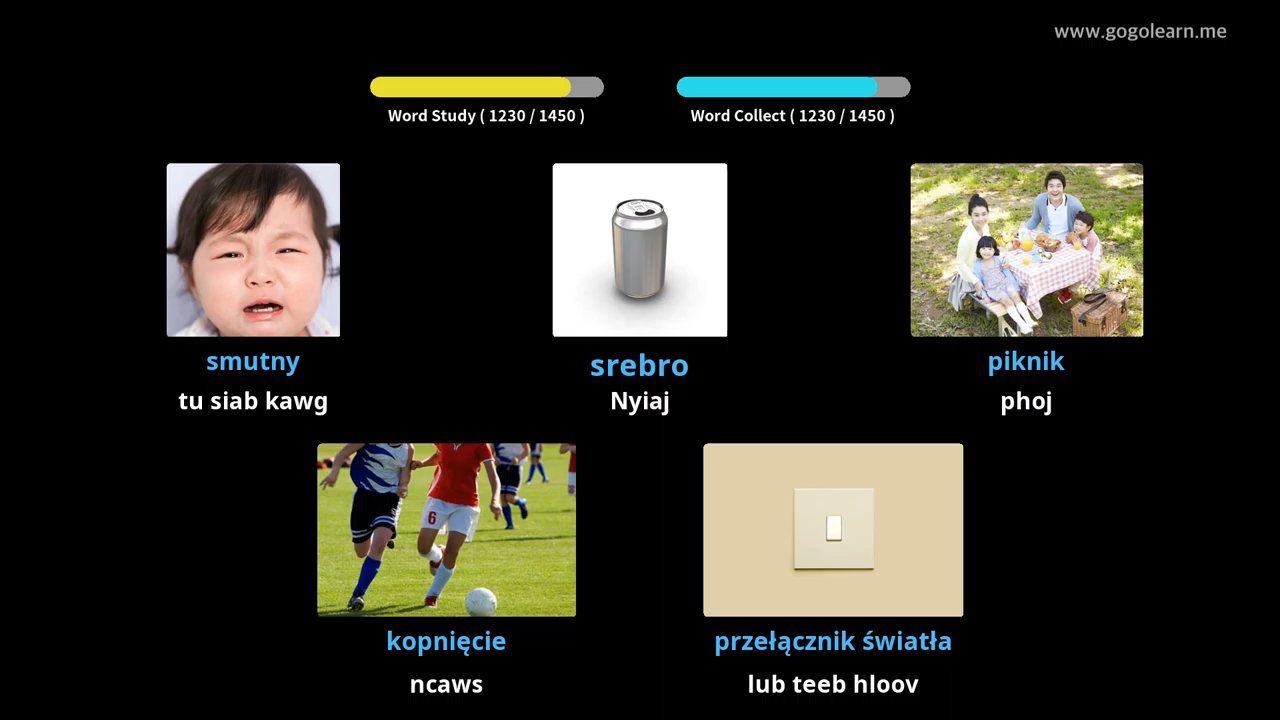 www.gogolearn.me
Word Study ( 1230 / 1450 )
Word Collect ( 1230 / 1450 )
smutny
srebro
piknik
tu siab kawg
Nyiaj
phoj
6
kopnięcie
przełącznik światła
ncaws
lub teeb hloov